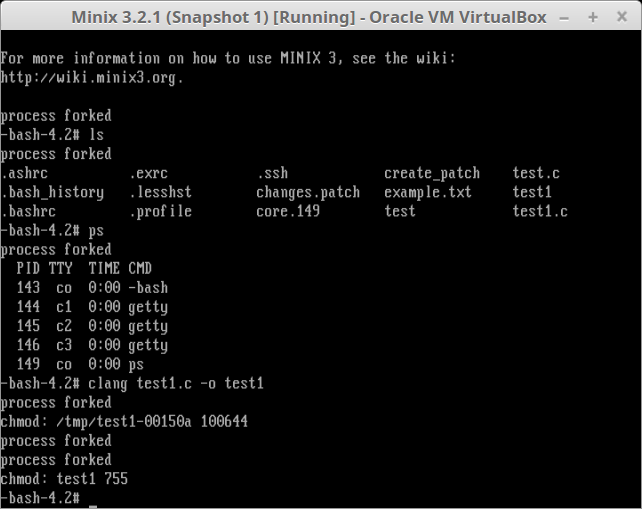 Minix 3.2.1 (Snapshot 1) [Running] - Oracle VM VirtualBox
For more information on how to use MINIX 3, see the wiki:
http://wiki.minix3.org.
process forked
-bash-4.2# ls
process forked
.ashrc .exrc .ssh create_patch test.c
.bash_history .lesshst changes.patch example.txt test1
.bashrc .profile core.149 test test1.c
-bash-4.2# ps
process forked
PID TTY TIME CMD
143 co 0:00 -bash
144 c1 0:00 getty
145 c2 0:00 getty
146 c3 0:00 getty
149 co 0:00 ps
-bash-4.2# clang test1.c -o test1
process forked
chmod: /tmp/test1-00150a 100644
process forked
process forked
chmod: test1 755
-bash-4.2# _